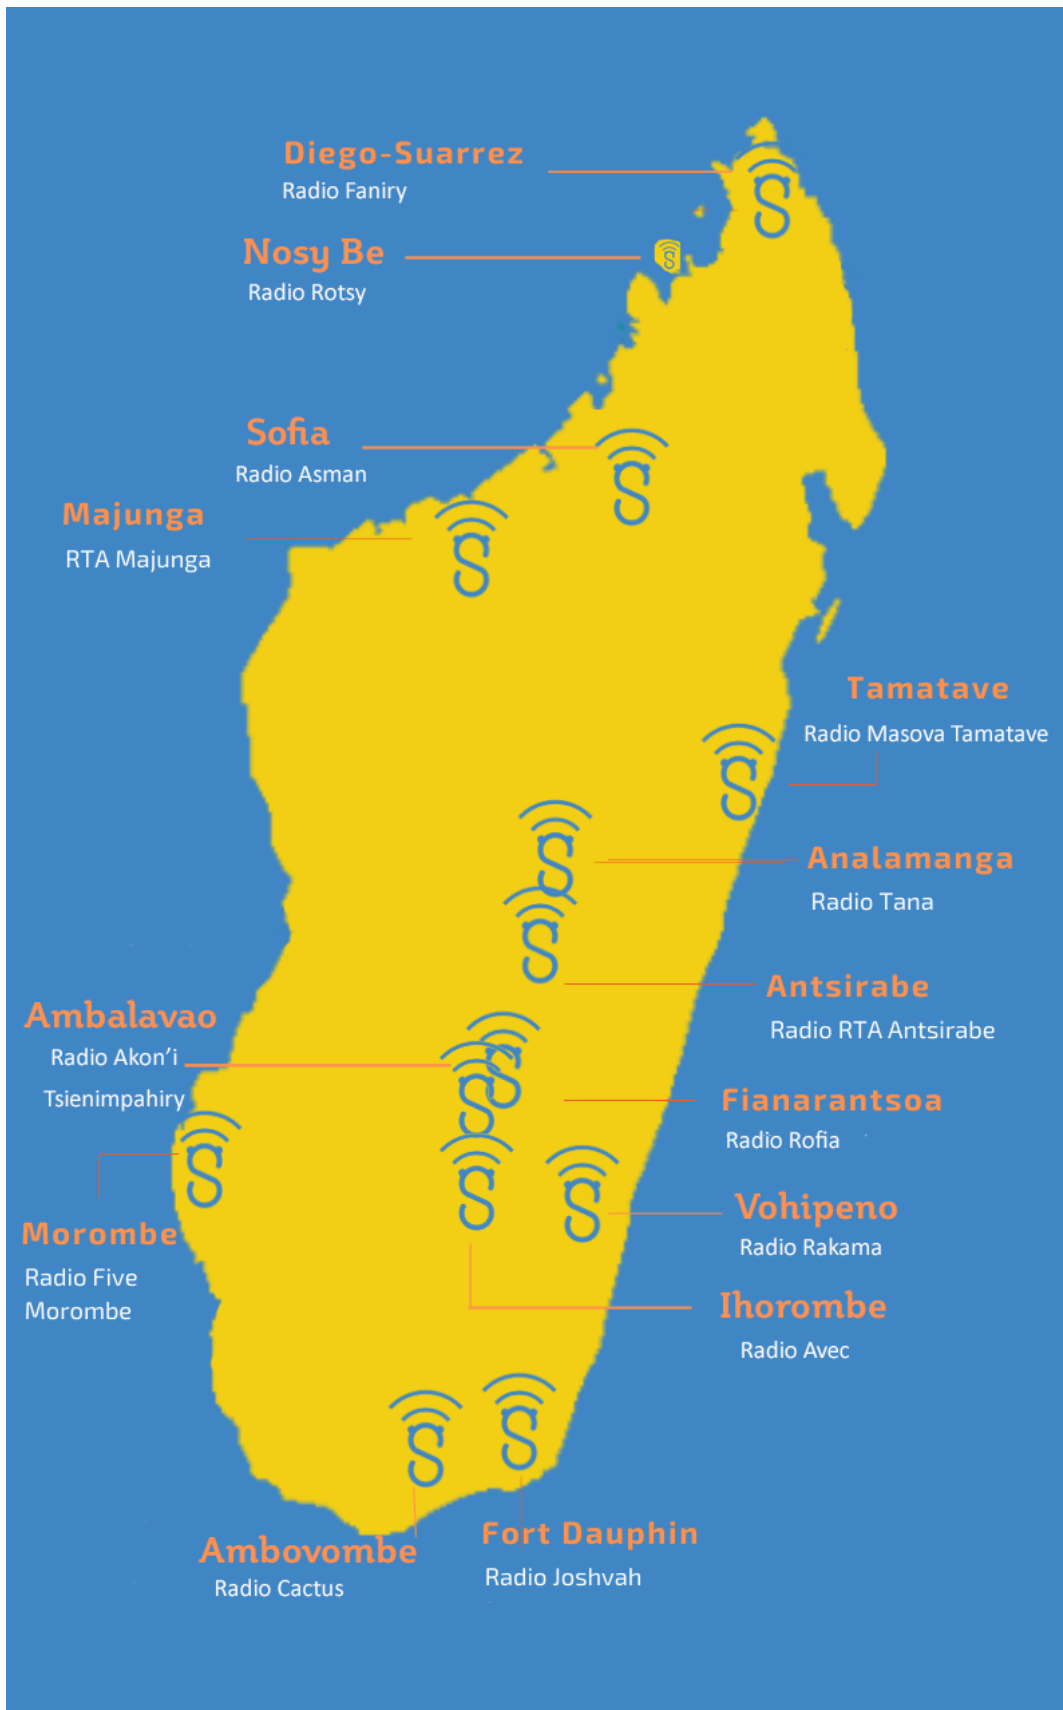 Diego-Suarrez
Radio Faniry
Nosy Be
Radio Rotsy
Sofia
Radio Asman
Majunga
RTA Majunga
Tamatave
Radio Masova Tamatave
Analamanga
Radio Tana
Antsirabe
Radio RTA Antsirabe
Ambalavao
Radio Akon’i
Tsienimpahiry
Fianarantsoa
Radio Rofia
Vohipeno
Radio Rakama
Morombe
Radio Five
Morombe
Ihorombe
Radio Avec
Ambovombe
Radio Cactus
Fort Dauphin
Radio Joshvah